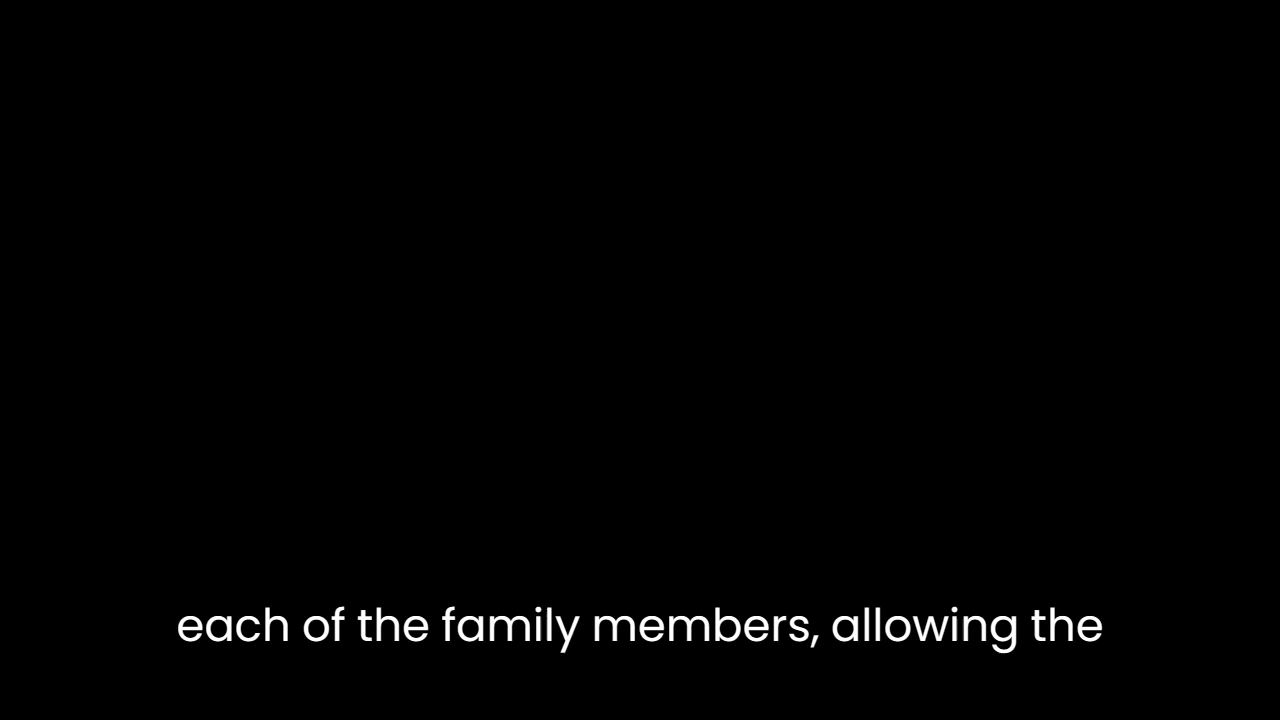 each of the family members, allowing the